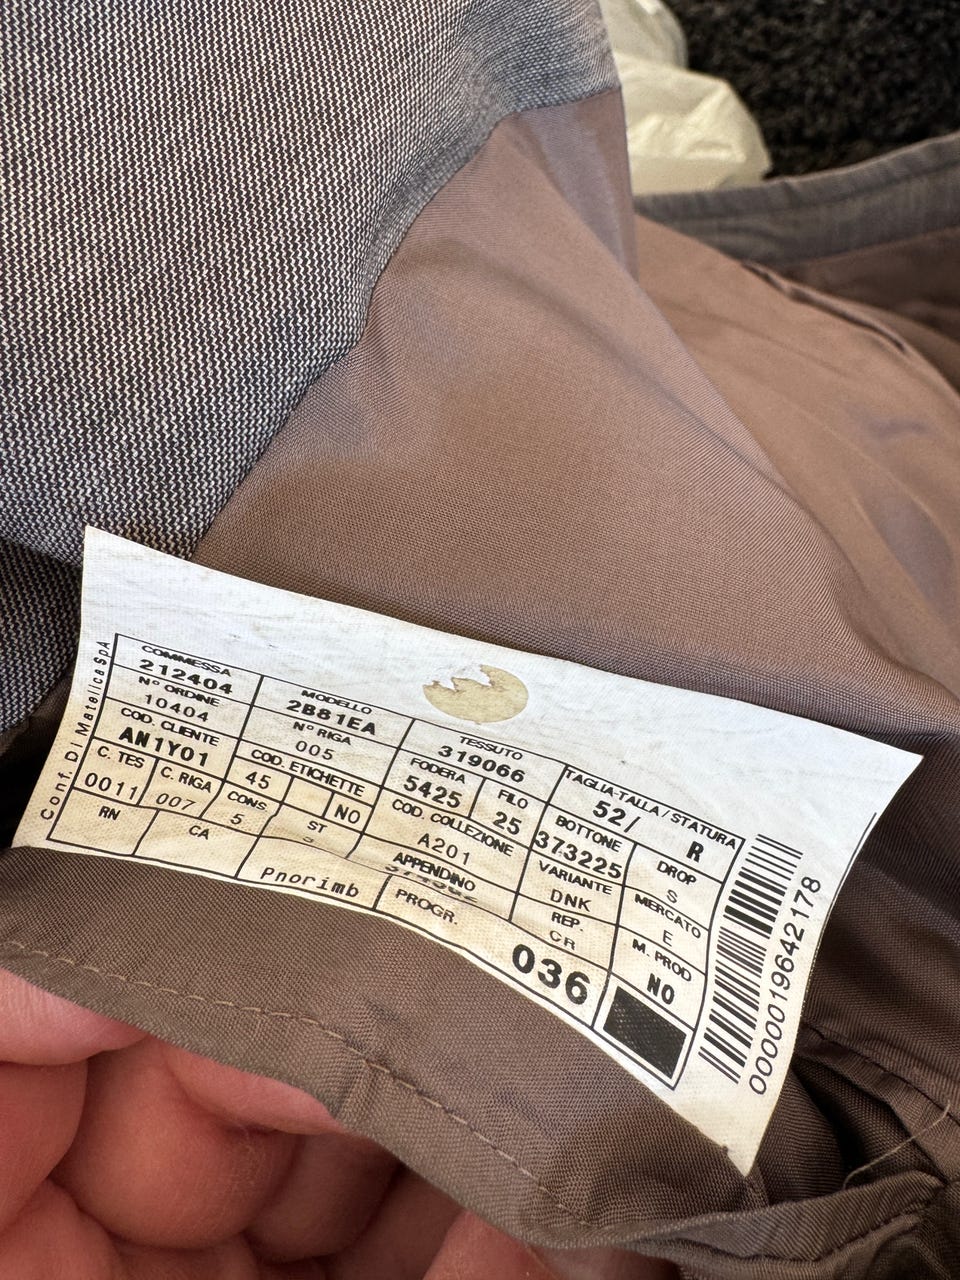 Conf. Di Matelica SpA
COMMESSA
212404
MODELLO
2B81EA
TESSUTO
319066
TAGLIA-TALLA / STATURA
52/ R
N° ORDINE
10404
N° RIGA
005
FODERA
5425
FILO
25
BOTTONE
373225
DROP
S
COD. CLIENTE
AN1Y01
COD. ETICHETTE
45 NO
COD. COLLEZIONE
A201
VARIANTE
DNK
MERCATO
E
C. TES
0011
C. RIGA
007
CONS
5
ST
APPENDINO
REP.
CR
M. PROD
NO
RN
CA
Pnorimb
PROGR.
036
0000019642178